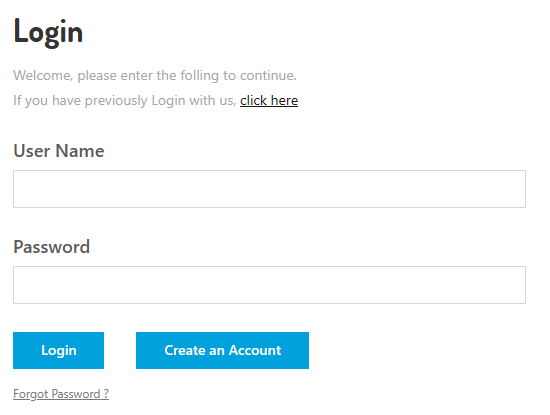 Login
Welcome, please enter the folling to continue.
If you have previously Login with us, click here
User Name
Password
Login
Create an Account
Forgot Password ?